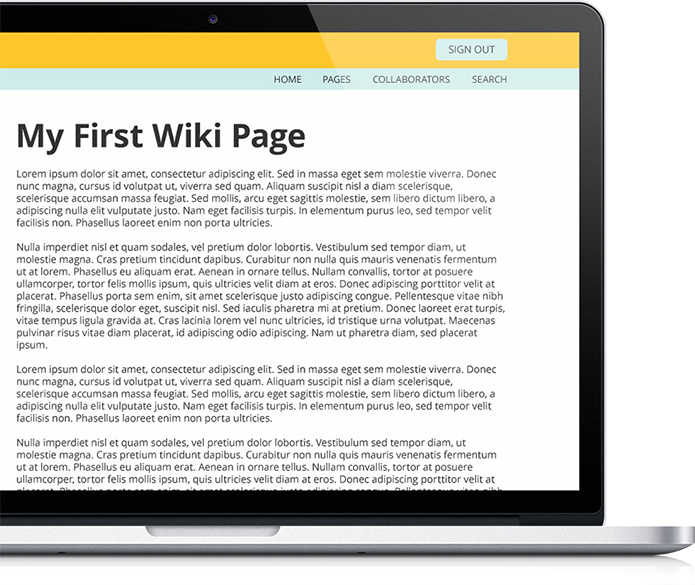 SIGN OUT
HOME PAGES COLLABORATORS SEARCH
My First Wiki Page
Lorem ipsum dolor sit amet, consectetur adipiscing elit. Sed in massa eget sem molestie viverra. Donec
nunc magna, cursus id volutpat ut, viverra sed quam. Aliquam suscipit nisl a diam scelerisque,
scelerisque accumsan massa feugiat. Sed mollis, arcu eget sagittis molestie, sem libero dictum libero, a
adipiscing nulla elit vulputate justo. Nam eget facilisis turpis. In elementum purus leo, sed tempor velit
facilisis non. Phasellus laoreet enim non porta ultricies.
Nulla imperdiet nisl et quam sodales, vel pretium dolor lobortis. Vestibulum sed tempor diam, ut
molestie magna. Cras pretium tincidunt dapibus. Curabitur non nulla quis mauris venenatis fermentum
ut at lorem. Phasellus eu aliquam erat. Aenean in ornare tellus. Nullam convallis, tortor at posuere
ullamcorper, tortor felis mollis ipsum, quis ultricies velit diam at eros. Donec adipiscing porttitor velit at
placerat. Phasellus porta sem enim, sit amet scelerisque justo adipiscing congue. Pellentesque vitae nibh
fringilla, scelerisque dolor eget, suscipit nisl. Sed iaculis pharetra mi at pretium. Donec laoreet erat turpis,
vitae tempus ligula gravida at. Cras lacinia lorem vel nunc ultricies, id tristique urna volutpat. Maecenas
pulvinar risus vitae diam placerat, id adipiscing odio adipiscing. Nam ut pharetra diam, sed placerat
ipsum.
Lorem ipsum dolor sit amet, consectetur adipiscing elit. Sed in massa eget sem molestie viverra. Donec
nunc magna, cursus id volutpat ut, viverra sed quam. Aliquam suscipit nisl a diam scelerisque,
scelerisque accumsan massa feugiat. Sed mollis, arcu eget sagittis molestie, sem libero dictum libero, a
adipiscing nulla elit vulputate justo. Nam eget facilisis turpis. In elementum purus leo, sed tempor velit
facilisis non. Phasellus laoreet enim non porta ultricies.
Nulla imperdiet nisl et quam sodales, vel pretium dolor lobortis. Vestibulum sed tempor diam, ut
molestie magna. Cras pretium tincidunt dapibus. Curabitur non nulla quis mauris venenatis fermentum
ut at lorem. Phasellus eu aliquam erat. Aenean in ornare tellus. Nullam convallis, tortor at posuere
ullamcorper, tortor felis mollis ipsum, quis ultricies velit diam at eros. Donec adipiscing porttitor velit at
placerat. Phasellus porta sem enim, sit amet scelerisque justo adipiscing congue. Pellentesque vitae nibh